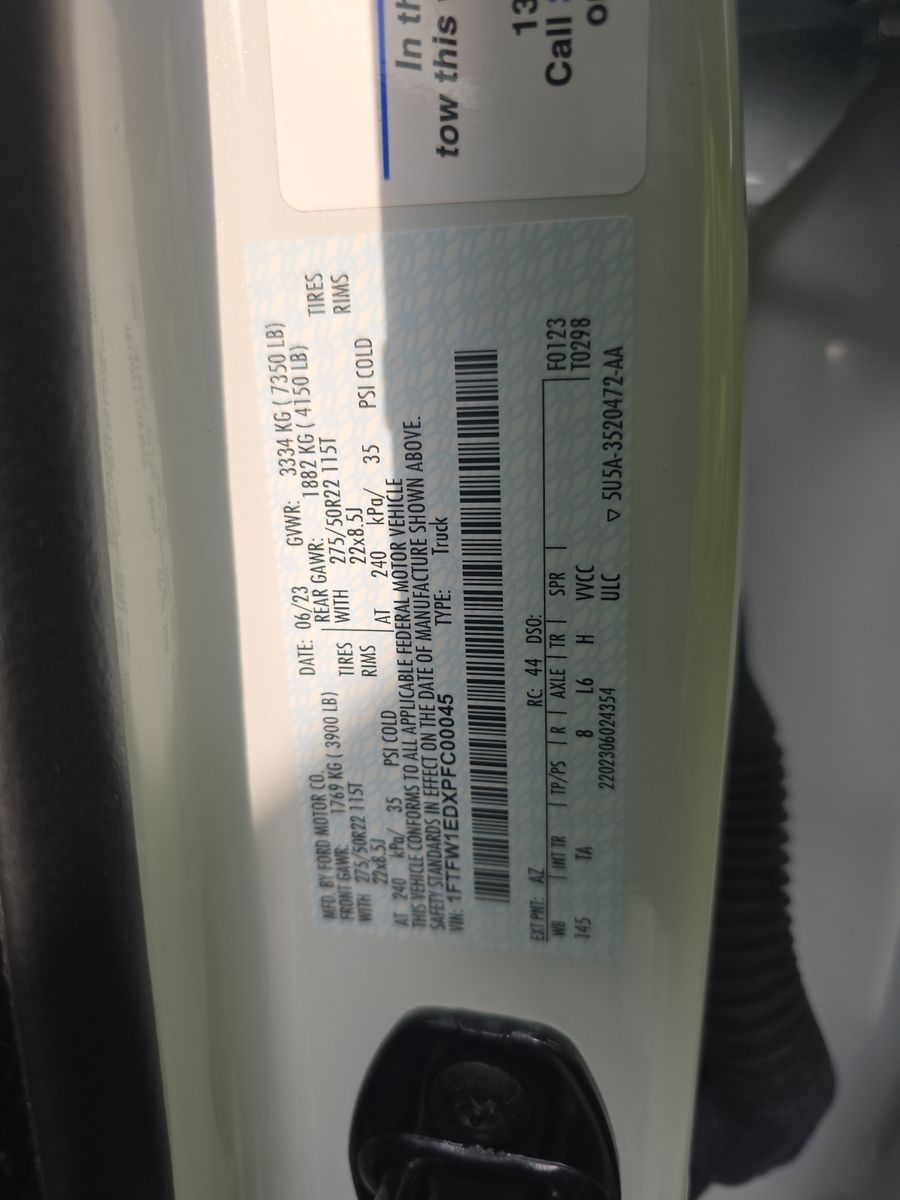 In th
tow this
13
Call
MFD. BY FORD MOTOR CO.
DATE: 06/23 GVWR: 3334 KG ( 7350 LB)
FRONT GAWR: 1769 KG ( 3900 LB) REAR GAWR: 1882 KG ( 4150 LB)
WITH 275/50R22 115T TIRES WITH 275/50R22 115T TIRES
22x8.5J RIMS 22x8.5J RIMS
AT 240 kPa/ 35 PSI COLD AT 240 kPa/ 35 PSI COLD
THIS VEHICLE CONFORMS TO ALL APPLICABLE FEDERAL MOTOR VEHICLE
SAFETY STANDARDS IN EFFECT ON THE DATE OF MANUFACTURE SHOWN ABOVE.
VIN: 1FTFW1EDXPFC00045 TYPE: Truck
EXT PNT: AZ RC: 44 DSO: F0123
WB INT TR TP/PS R AXLE TR SPR T0298
145 TA 8 L6 H VVCC
2202306024354 ULC ▽ 5U5A-3520472-AA